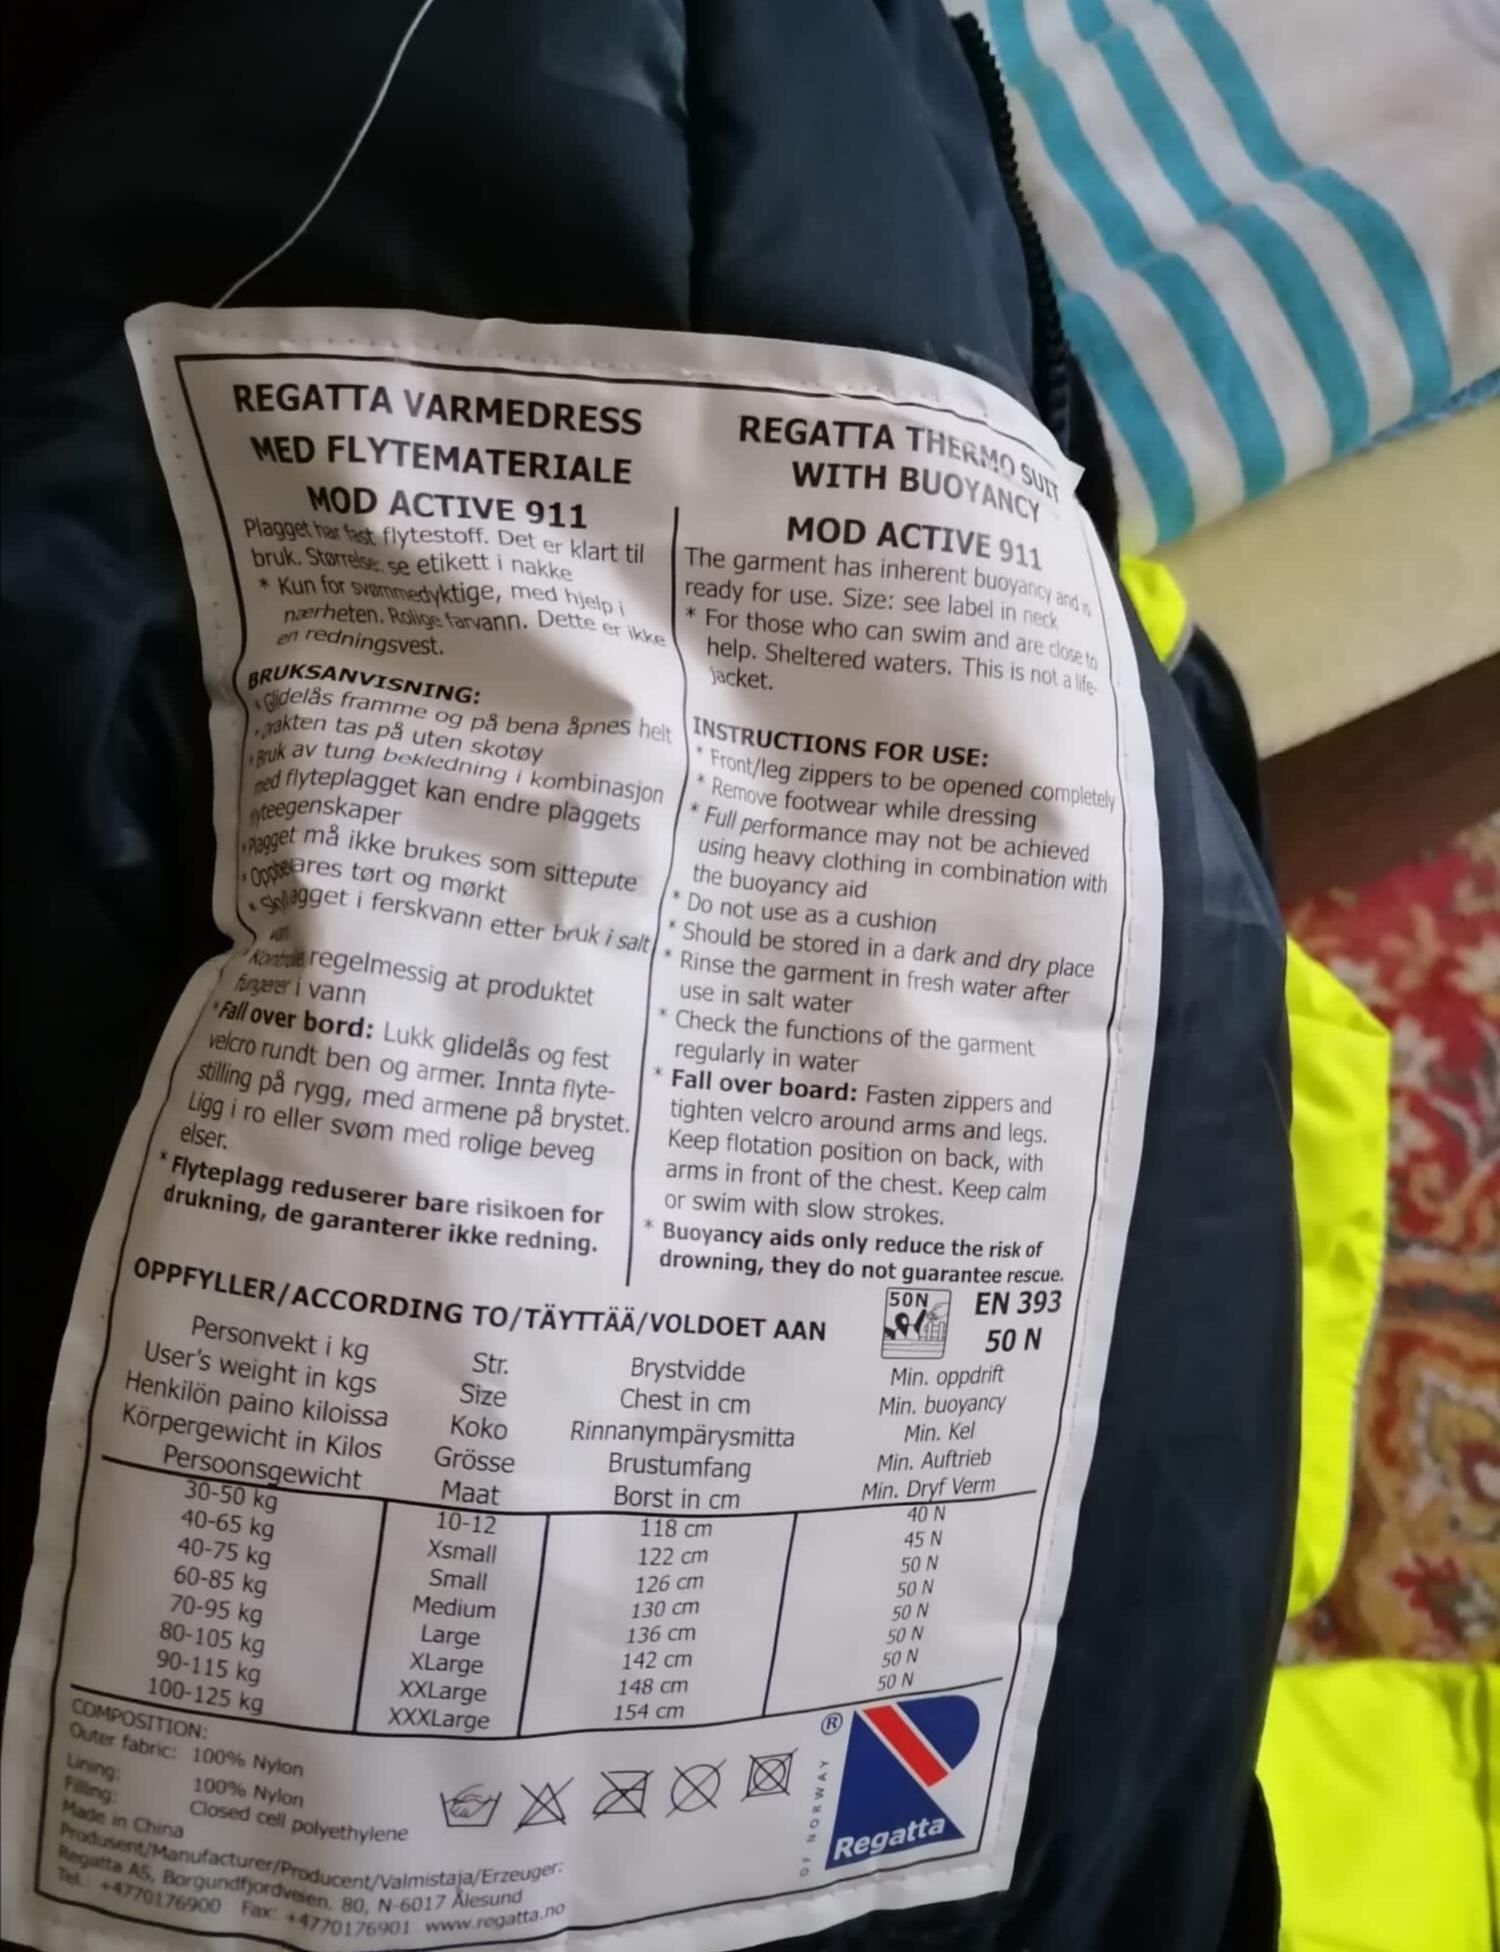 REGATTA VARMEDRESS
MED FLYTEMATERIALE
MOD ACTIVE 911
Plagget har fast flytestoff. Det er klart til
bruk. Størrelse: se etikett i nakke
* Kun for svømmedyktige, med hjelp i
nærheten. Rolige farvann. Dette er ikke
en redningsvest.
BRUKSANVISNING:
* Glidelås framme og på bena åpnes helt
* Drakten tas på uten skotøy
* Bruk av tung bekledning i kombinasjon
med flyteplagget kan endre plaggets
flyteegenskaper
* Plagget må ikke brukes som sittepute
* Oppbevares tørt og mørkt
* i ferskvann etter bruk i salt
regelmessig at produktet
fungerer i vann
* Fall over bord: Lukk glidelås og fest
velcro rundt ben og armer. Innta flyte-
stilling på rygg, med armene på brystet.
Ligg i ro eller svøm med rolige beveg
elser.
* Flyteplagg reduserer bare risikoen for
drukning, de garanterer ikke redning.
REGATTA THERMO SUIT
WITH BUOYANCY
MOD ACTIVE 911
The garment has inherent buoyancy and is
ready for use. Size: see label in neck
* For those who can swim and are close to
help. Sheltered waters. This is not a life-
jacket.
INSTRUCTIONS FOR USE:
* Front/leg zippers to be opened completely
* Remove footwear while dressing
* Full performance may not be achieved
using heavy clothing in combination with
the buoyancy aid
* Do not use as a cushion
* Should be stored in a dark and dry place
* Rinse the garment in fresh water after
use in salt water
* Check the functions of the garment
regularly in water
* Fall over board: Fasten zippers and
tighten velcro around arms and legs.
Keep flotation position on back, with
arms in front of the chest. Keep calm
or swim with slow strokes.
* Buoyancy aids only reduce the risk of
drowning, they do not guarantee rescue.
OPPFYLLER/ACCORDING TO/TÄYTTÄÄ/VOLDOET AAN
50N EN 393
50 N
Personvekt i kg Str. Brystvidde Min. oppdrift
User's weight in kgs Size Chest in cm Min. buoyancy
Henkilön paino kiloissa Koko Rinnanympärysmitta Min. Kel
Körpergewicht in Kilos Grösse Brustumfang Min. Auftrieb
Persoonsgewicht Maat Borst in cm Min. Dryf Verm
30-50 kg 10-12 118 cm 40 N
40-65 kg Xsmall 122 cm 45 N
40-75 kg Small 126 cm 50 N
60-85 kg Medium 130 cm 50 N
70-95 kg Large 136 cm 50 N
80-105 kg XLarge 142 cm 50 N
90-115 kg XXLarge 148 cm 50 N
100-125 kg XXXLarge 154 cm 50 N
COMPOSITION:
Outer fabric: 100% Nylon
Lining: 100% Nylon
Filling: Closed cell polyethylene
Made in China
Produsent/Manufacturer/Producent/Valmistaja/Erzeuger:
Regatta AS, Borgundfjordveien. 80, N-6017 Ålesund
Tel.: +4770176900 Fax: +4770176901 www.regatta.no
®
OF NORWAY
Regatta